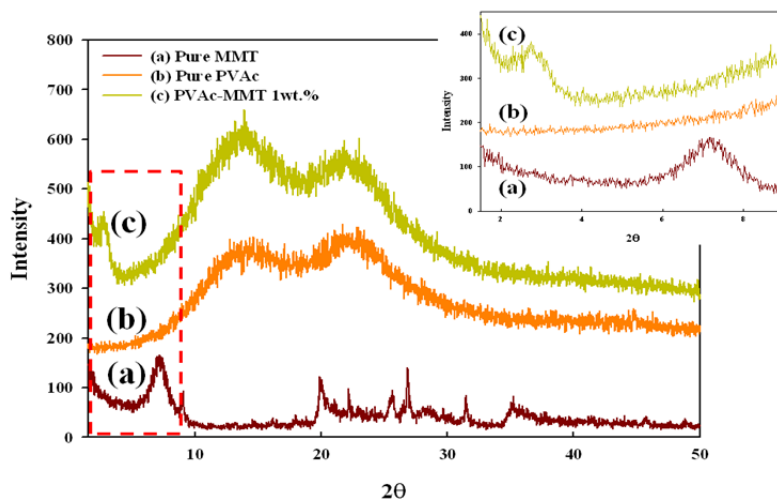 800
700
600
500
400
300
200
100
0
Intensity
(a) Pure MMT
(b) Pure PVAc
(c) PVAc-MMT 1wt.%
(c)
(b)
(a)
10
20
30
40
50
2θ
400
300
200
100
0
Intensity
(c)
(b)
(a)
2
4
6
8
2θ